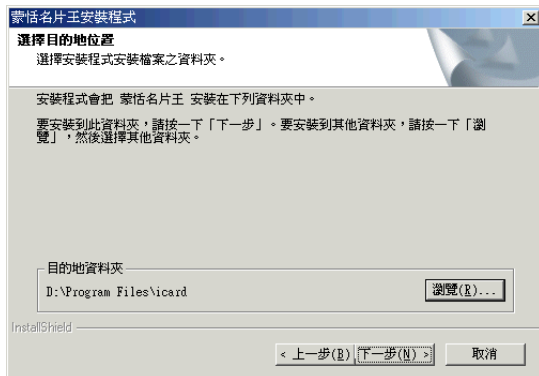 蒙恬名片王安裝程式
選擇目的地位置
選擇安裝程式安裝檔案之資料夾。
安裝程式會把 蒙恬名片王 安裝在下列資料夾中。
要安裝到此資料夾，請按一下「下一步」。要安裝到其他資料夾，請按一下「瀏
覽」，然後選擇其他資料夾。
目的地資料夾
D:\Program Files\icard
瀏覽(R)...
InstallShield
< 上一步(B) 下一步(N) > 取消